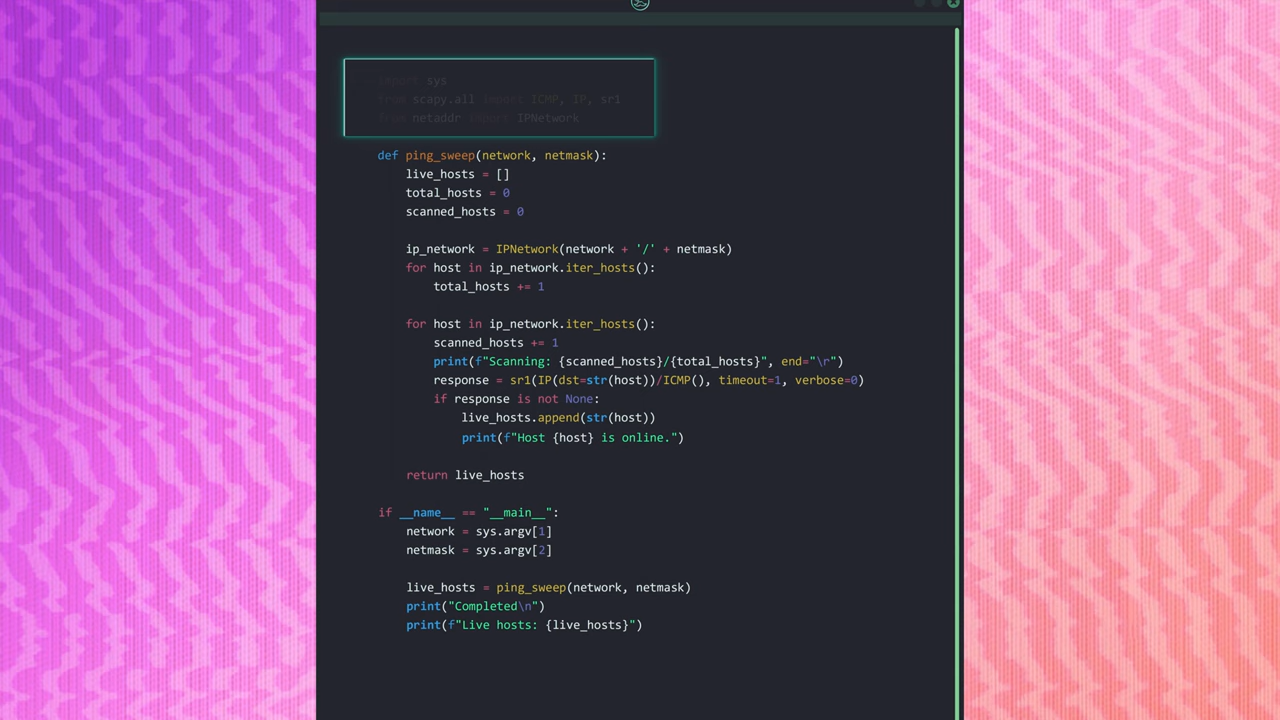 import sys
from scapy.all import ICMP, IP, sr1
from netaddr import IPNetwork
def ping_sweep(network, netmask):
live_hosts = []
total_hosts = 0
scanned_hosts = 0
ip_network = IPNetwork(network + '/' + netmask)
for host in ip_network.iter_hosts():
total_hosts += 1
for host in ip_network.iter_hosts():
scanned_hosts += 1
print(f"Scanning: {scanned_hosts}/{total_hosts}", end="\r")
response = sr1(IP(dst=str(host))/ICMP(), timeout=1, verbose=0)
if response is not None:
live_hosts.append(str(host))
print(f"Host {host} is online.")
return live_hosts
if __name__ == "__main__":
network = sys.argv[1]
netmask = sys.argv[2]
live_hosts = ping_sweep(network, netmask)
print("Completed\n")
print(f"Live hosts: {live_hosts}")